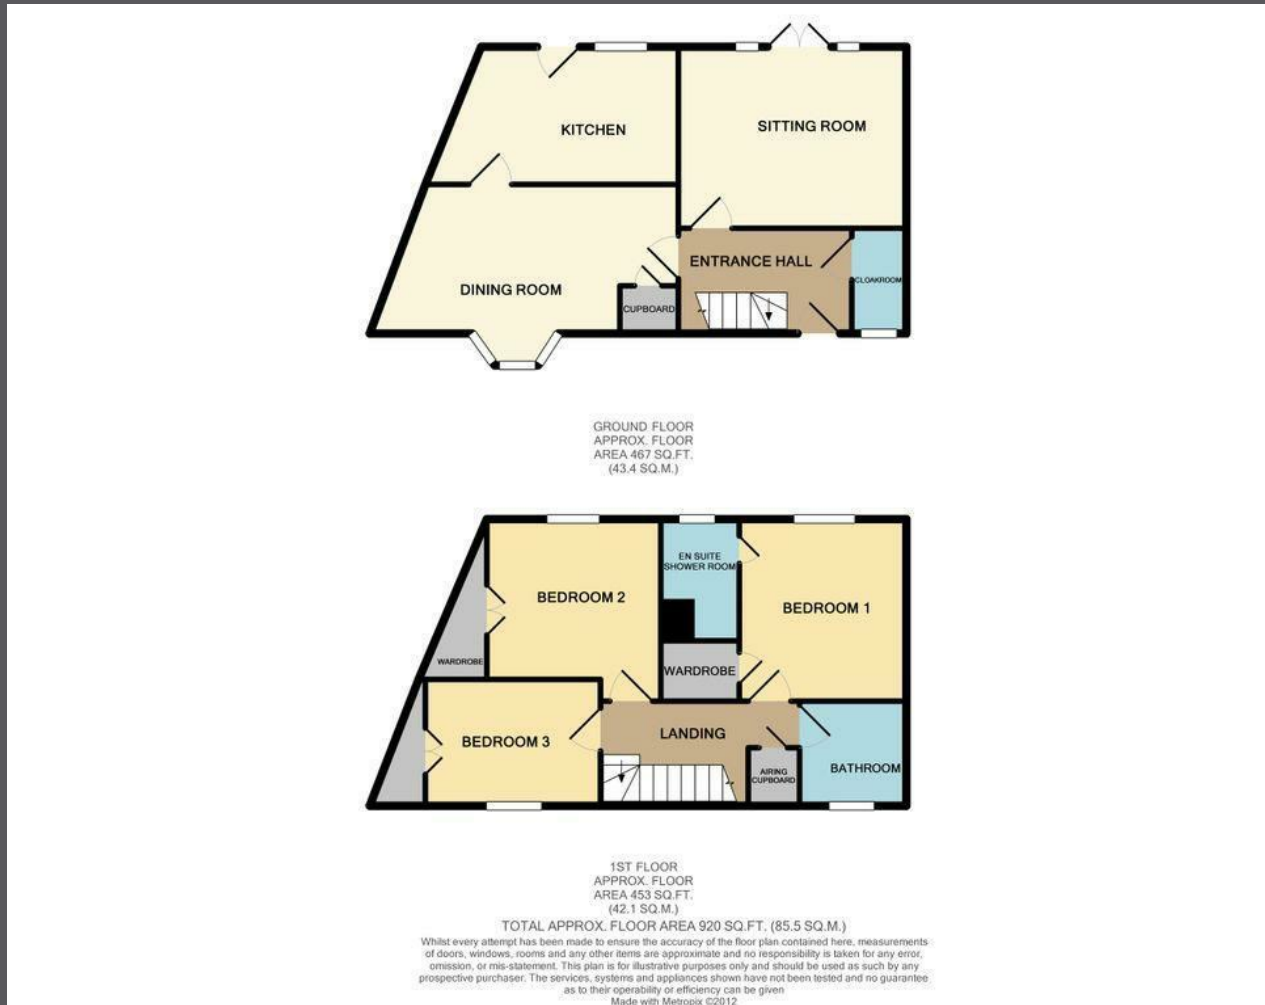 KITCHEN
SITTING ROOM
ENTRANCE HALL
CLOAKROOM
DINING ROOM
CUPBOARD
GROUND FLOOR
APPROX. FLOOR
AREA 467 SQ.FT.
(43.4 SQ.M.)
EN SUITE
SHOWER ROOM
BEDROOM 2
BEDROOM 1
WARDROBE
WARDROBE
LANDING
BEDROOM 3
BATHROOM
AIRING
CUPBOARD
1ST FLOOR
APPROX. FLOOR
AREA 453 SQ.FT.
(42.1 SQ.M.)
TOTAL APPROX. FLOOR AREA 920 SQ.FT. (85.5 SQ.M.)
Whilst every attempt has been made to ensure the accuracy of the floor plan contained here, measurements
of doors, windows, rooms and any other items are approximate and no responsibility is taken for any error,
omission, or mis-statement. This plan is for illustrative purposes only and should be used as such by any
prospective purchaser. The services, systems and appliances shown have not been tested and no guarantee
as to their operability or efficiency can be given
Made with Metropix ©2012